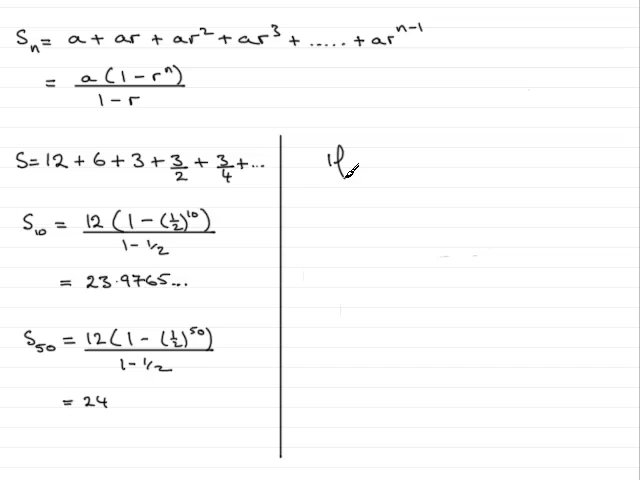 Sₙ = a + ar + ar² + ar³ + ..... + arⁿ⁻¹
= a(1 - rⁿ) / 1 - r
S = 12 + 6 + 3 + 3/2 + 3/4 + ...
S₁₀ = 12(1 - (1/2)¹⁰) / 1 - 1/2
= 23.9765...
S₅₀ = 12(1 - (1/2)⁵⁰) / 1 - 1/2
= 24
If